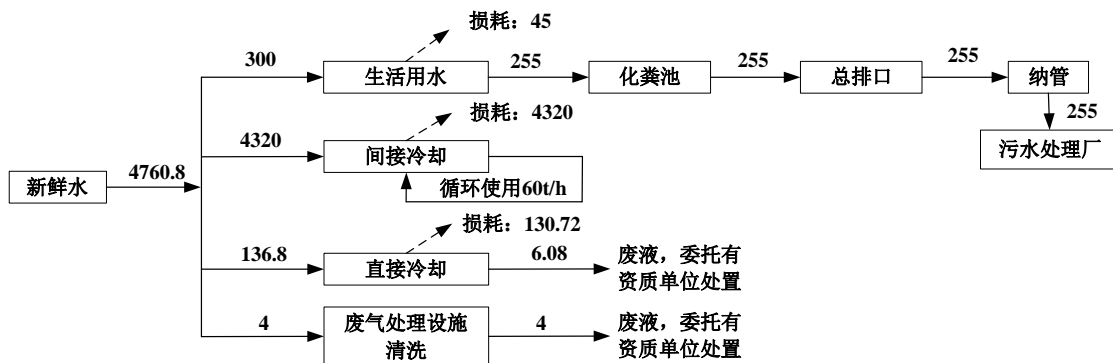 损耗：45
300
生活用水
255
化粪池
255
总排口
255
纳管
255
污水处理厂
损耗：4320
4320
间接冷却
循环使用60t/h
新鲜水
4760.8
损耗：130.72
136.8
直接冷却
6.08
废液，委托有
资质单位处置
4
废气处理设施
清洗
4
废液，委托有
资质单位处置